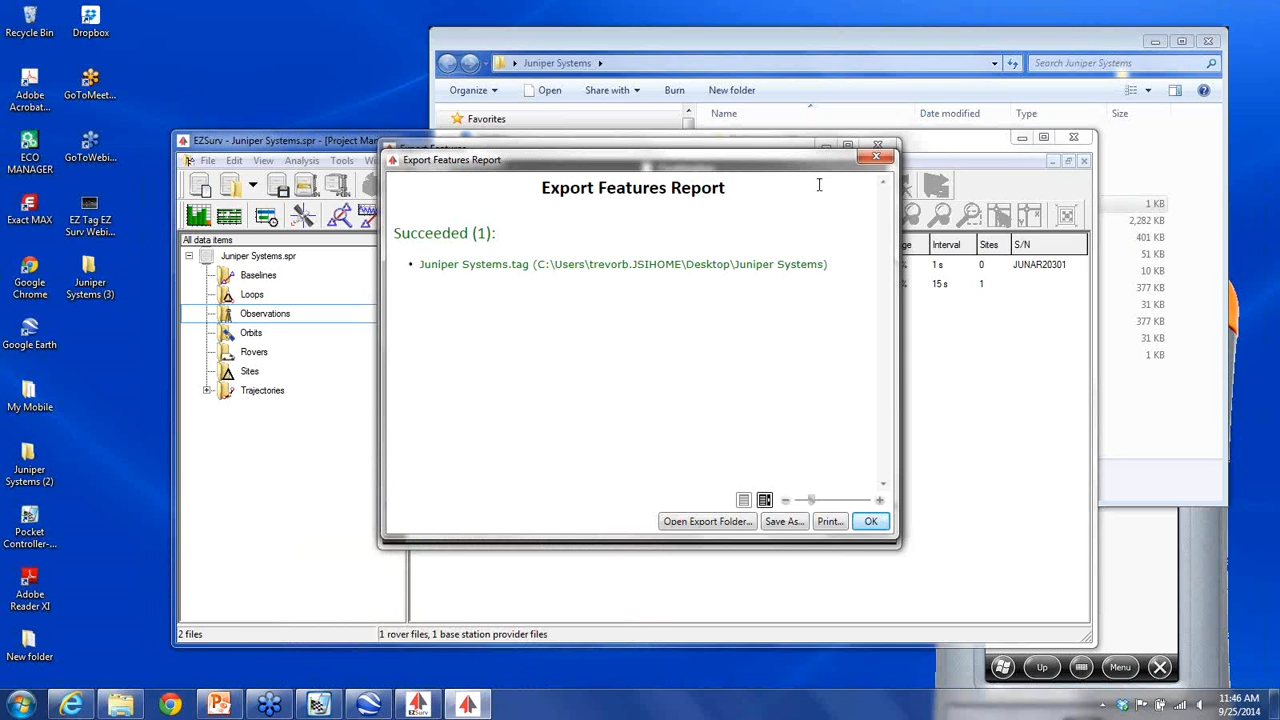 Recycle Bin
Dropbox
Adobe
Acrobat...
GoToMeet...
ECO
MANAGER
GoToWebi...
Exact MAX
EZ Tag EZ
Surv Webi...
Google
Chrome
Juniper
Systems (3)
Google Earth
My Mobile
Juniper
Systems (2)
Pocket
Controller-...
Adobe
Reader XI
New folder
Juniper Systems
Search Juniper Systems
Organize
Open
Share with
Burn
New folder
Favorites
Name
Date modified
Type
Size
1 KB
2,282 KB
401 KB
51 KB
10 KB
377 KB
31 KB
377 KB
31 KB
1 KB
EZSurv - Juniper Systems.spr - [Project Ma
File Edit View Analysis Tools
All data items
Juniper Systems.spr
Baselines
Loops
Observations
Orbits
Rovers
Sites
Trajectories
Interval Sites S/N
1 s 0 JUNAR20301
15 s 1
Export Features Report
Export Features Report
Succeeded (1):
• Juniper Systems.tag (C:\Users\trevorb.JSIHOME\Desktop\Juniper Systems)
Open Export Folder... Save As... Print... OK
2 files
1 rover files, 1 base station provider files
Up
Menu
EZSurv
11:46 AM
9/25/2014